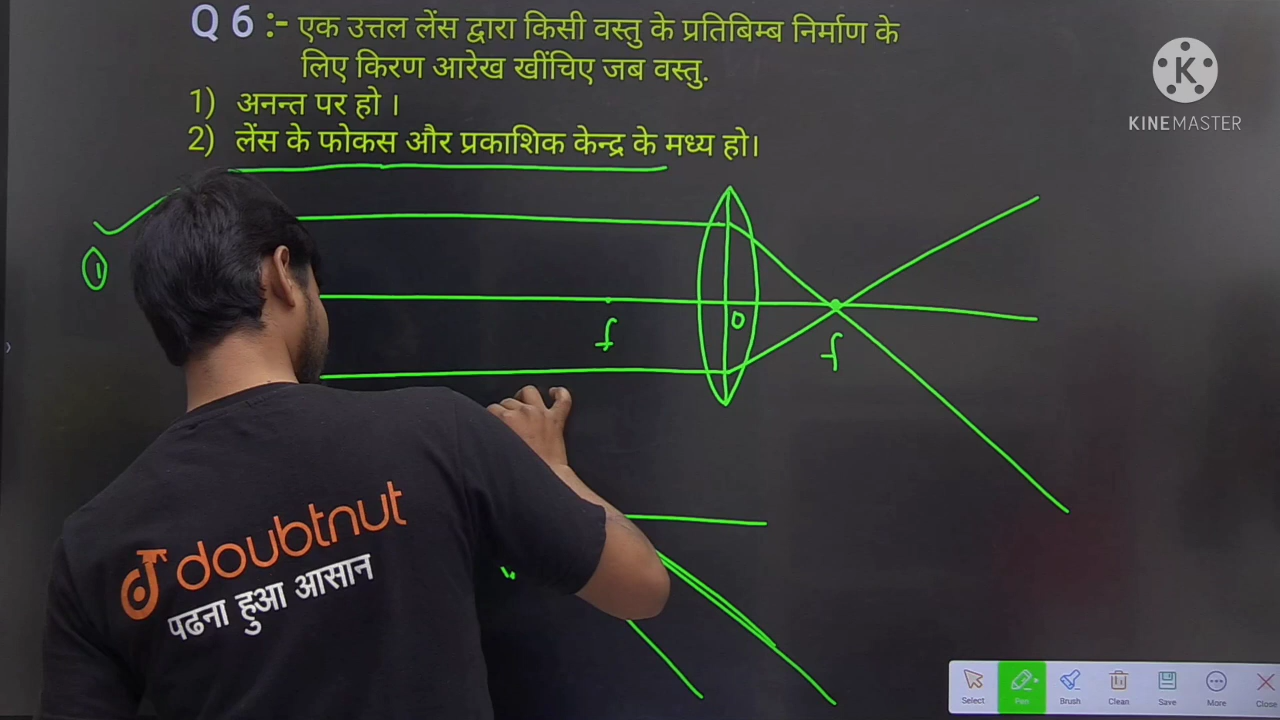 Q 6 :- एक उत्तल लेंस द्वारा किसी वस्तु के प्रतिबिम्ब निर्माण के
लिए किरण आरेख खींचिए जब वस्तु.
1) अनन्त पर हो ।
2) लेंस के फोकस और प्रकाशिक केन्द्र के मध्य हो।
K
KINEMASTER
1
f
O
f
doubtnut
पढना हुआ आसान
Select Pen Brush Clean Save More Close